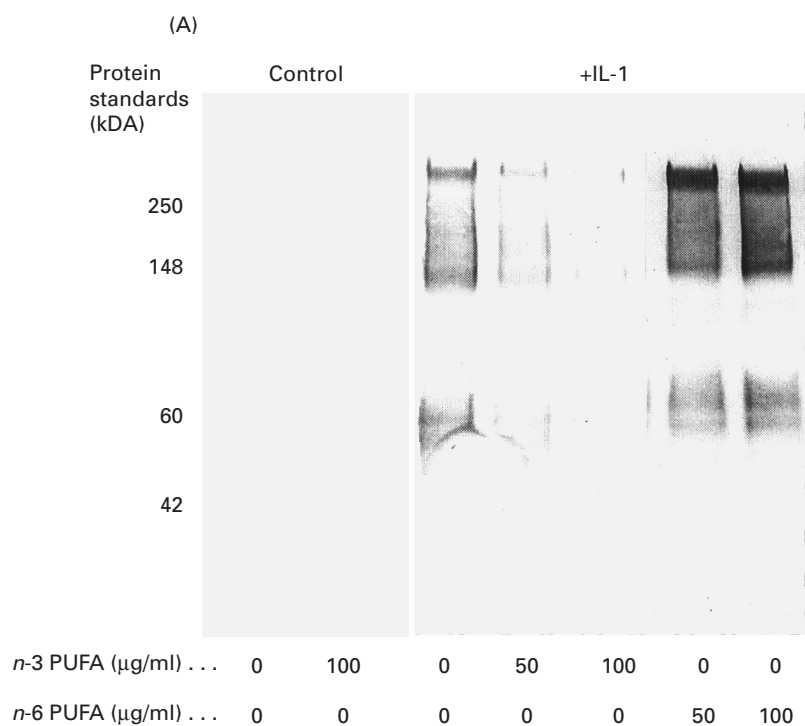 (A)
Protein
standards
(kDA)
Control
+IL-1
250
148
60
42
n-3 PUFA (μg/ml) . . . 0 100 0 50 100 0 0
n-6 PUFA (μg/ml) . . . 0 0 0 0 0 50 100